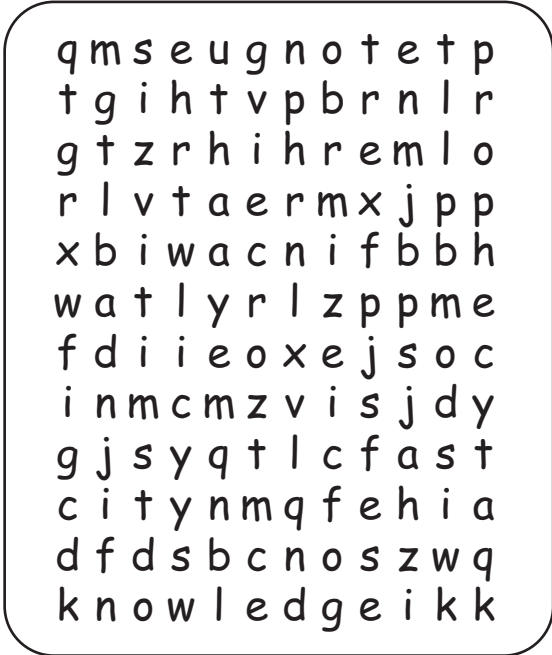 q m s e u g n o t e t p
t g i h t v p b r n l r
g t z r h i h r e m l o
r l v t a e r m x j p p
x b i w a c n i f b b h
w a t l y r l z p p m e
f d i i e o x e j s o c
i n m c m z v i s j d y
g j s y q t l c f a s t
c i t y n m q f e h i a
d f d s b c n o s z w q
k n o w l e d g e i k k